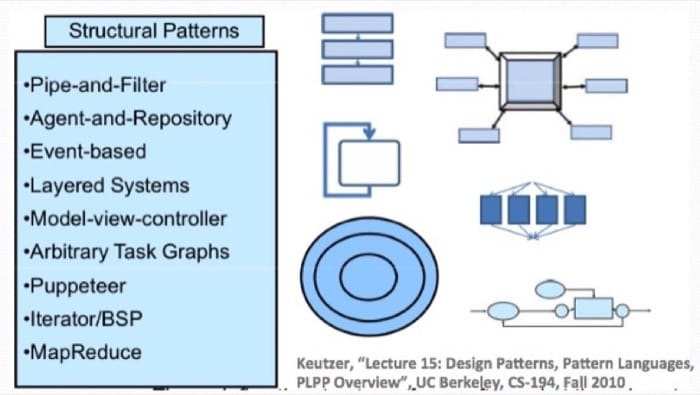 Structural Patterns
•Pipe-and-Filter
•Agent-and-Repository
•Event-based
•Layered Systems
•Model-view-controller
•Arbitrary Task Graphs
•Puppeteer
•Iterator/BSP
•MapReduce
Keutzer, “Lecture 15: Design Patterns, Pattern Languages,
PLPP Overview”, UC Berkeley, CS-194, Fall 2010